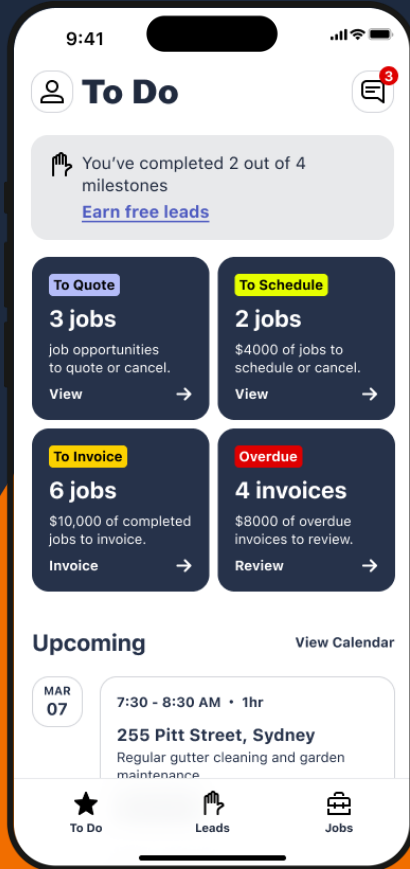 9:41
To Do
3
You've completed 2 out of 4
milestones
Earn free leads
To Quote
3 jobs
job opportunities
to quote or cancel.
View
To Schedule
2 jobs
$4000 of jobs to
schedule or cancel.
View
To Invoice
6 jobs
$10,000 of completed
jobs to invoice.
Invoice
Overdue
4 invoices
$8000 of overdue
invoices to review.
Review
Upcoming
View Calendar
MAR
07
7:30 - 8:30 AM • 1hr
255 Pitt Street, Sydney
Regular gutter cleaning and garden
maintenance
To Do
Leads
Jobs